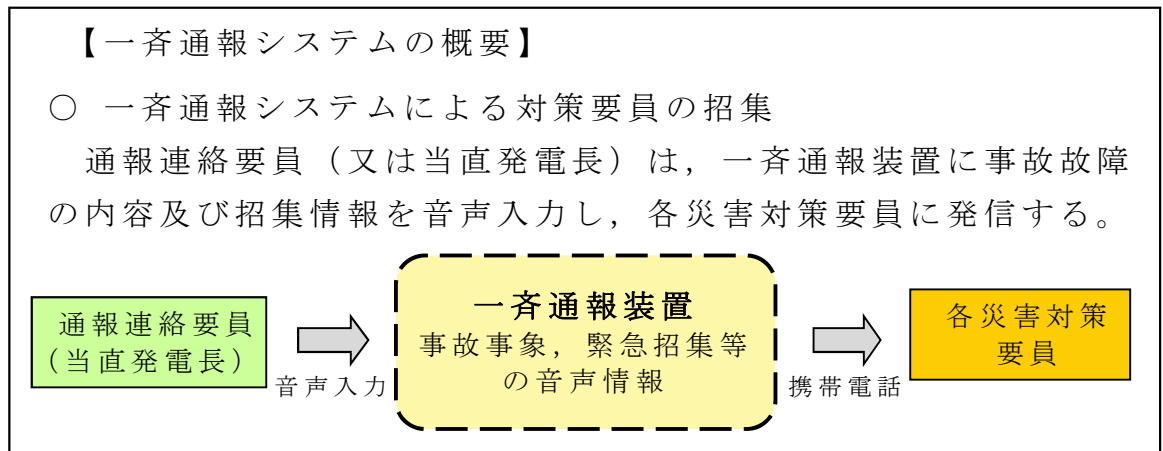 【一斉通報システムの概要】
○ 一斉通報システムによる対策要員の招集
通報連絡要員（又は当直発電長）は，一斉通報装置に事故故障
の内容及び招集情報を音声入力し，各災害対策要員に発信する。
通報連絡要員
(当直発電長)
音声入力
一斉通報装置
事故事象，緊急招集等
の音声情報
携帯電話
各災害対策
要員